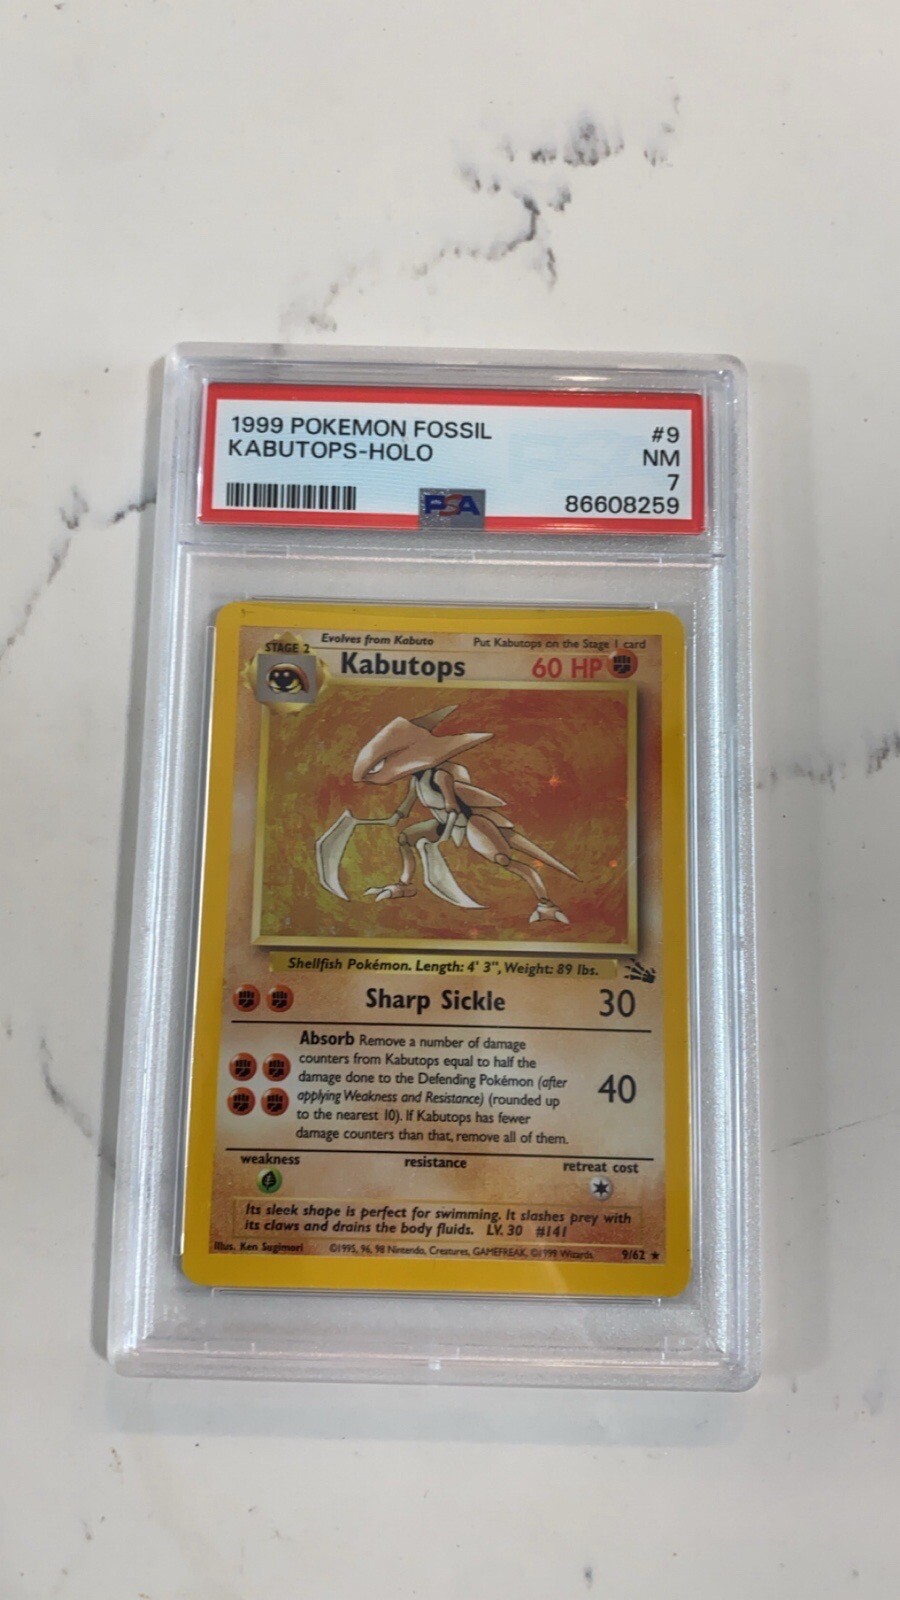 1999 POKEMON FOSSIL #9
KABUTOPS-HOLO NM
7
PSA 86608259
Evolves from Kabuto Put Kabutops on the Stage 1 card
STAGE 2
Kabutops 60 HP
Shellfish Pokémon. Length: 4' 3", Weight: 89 lbs.
Sharp Sickle 30
Absorb Remove a number of damage
counters from Kabutops equal to half the
damage done to the Defending Pokémon (after
applying Weakness and Resistance) (rounded up
to the nearest 10). If Kabutops has fewer
damage counters than that, remove all of them.
40
weakness resistance retreat cost
Its sleek shape is perfect for swimming. It slashes prey with
its claws and drains the body fluids. LV. 30 #141
Illus. Ken Sugimori ©1995, 96, 98 Nintendo, Creatures, GAMEFREAK. ©1999 Wizards 9/62 ★